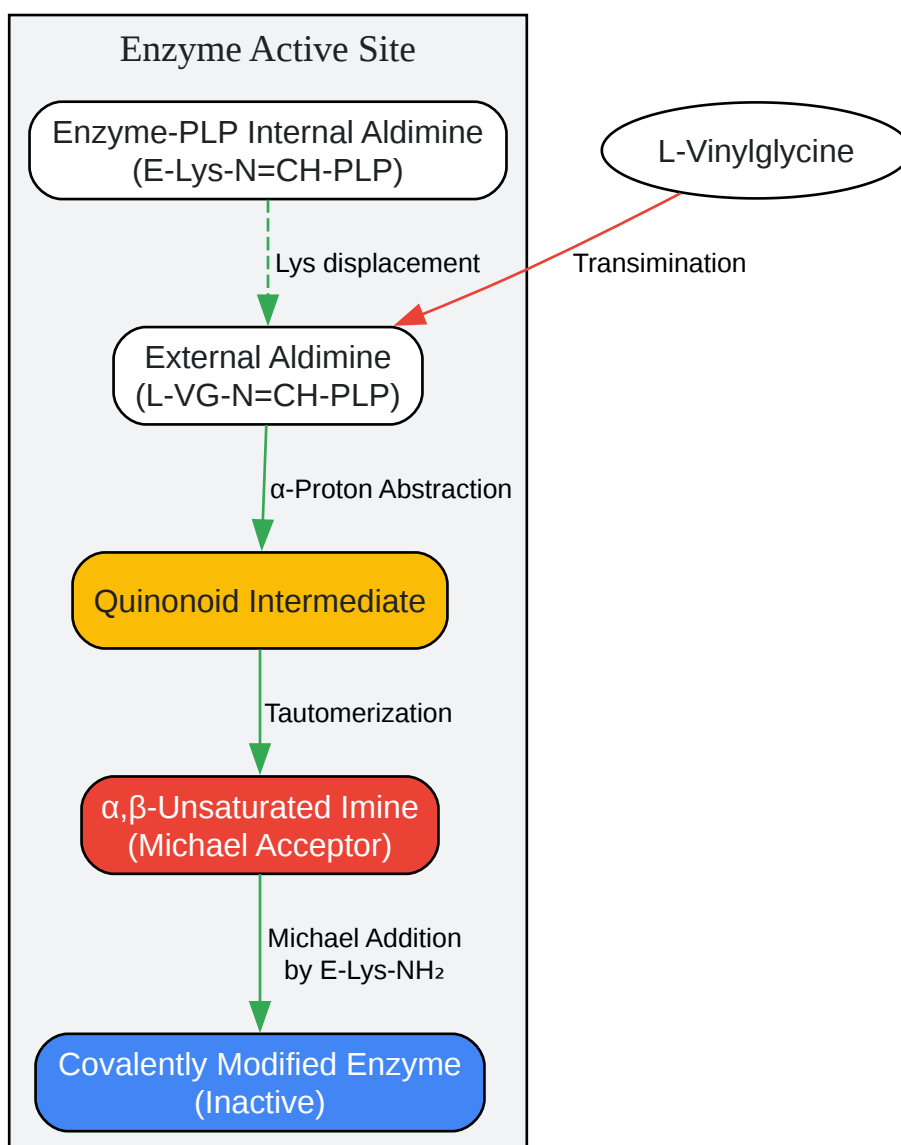 Enzyme Active Site
Enzyme-PLP Internal Aldimine
(E-Lys-N=CH-PLP)
L-Vinylglycine
Lys displacement
Transimination
External Aldimine
(L-VG-N=CH-PLP)
α-Proton Abstraction
Quinonoid Intermediate
Tautomerization
α,β-Unsaturated Imine
(Michael Acceptor)
Michael Addition
by E-Lys-NH₂
Covalently Modified Enzyme
(Inactive)